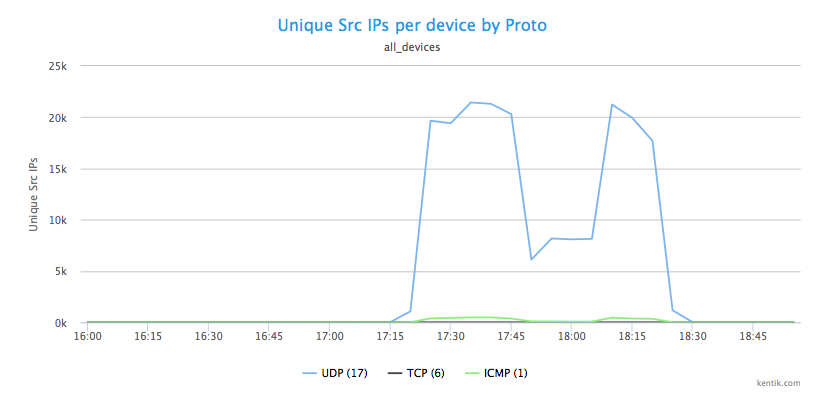 Unique Src IPs per device by Proto
all_devices
25k
20k
15k
10k
5k
0k
Unique Src IPs
16:00 16:15 16:30 16:45 17:00 17:15 17:30 17:45 18:00 18:15 18:30 18:45
UDP (17) TCP (6) ICMP (1)
kentik.com